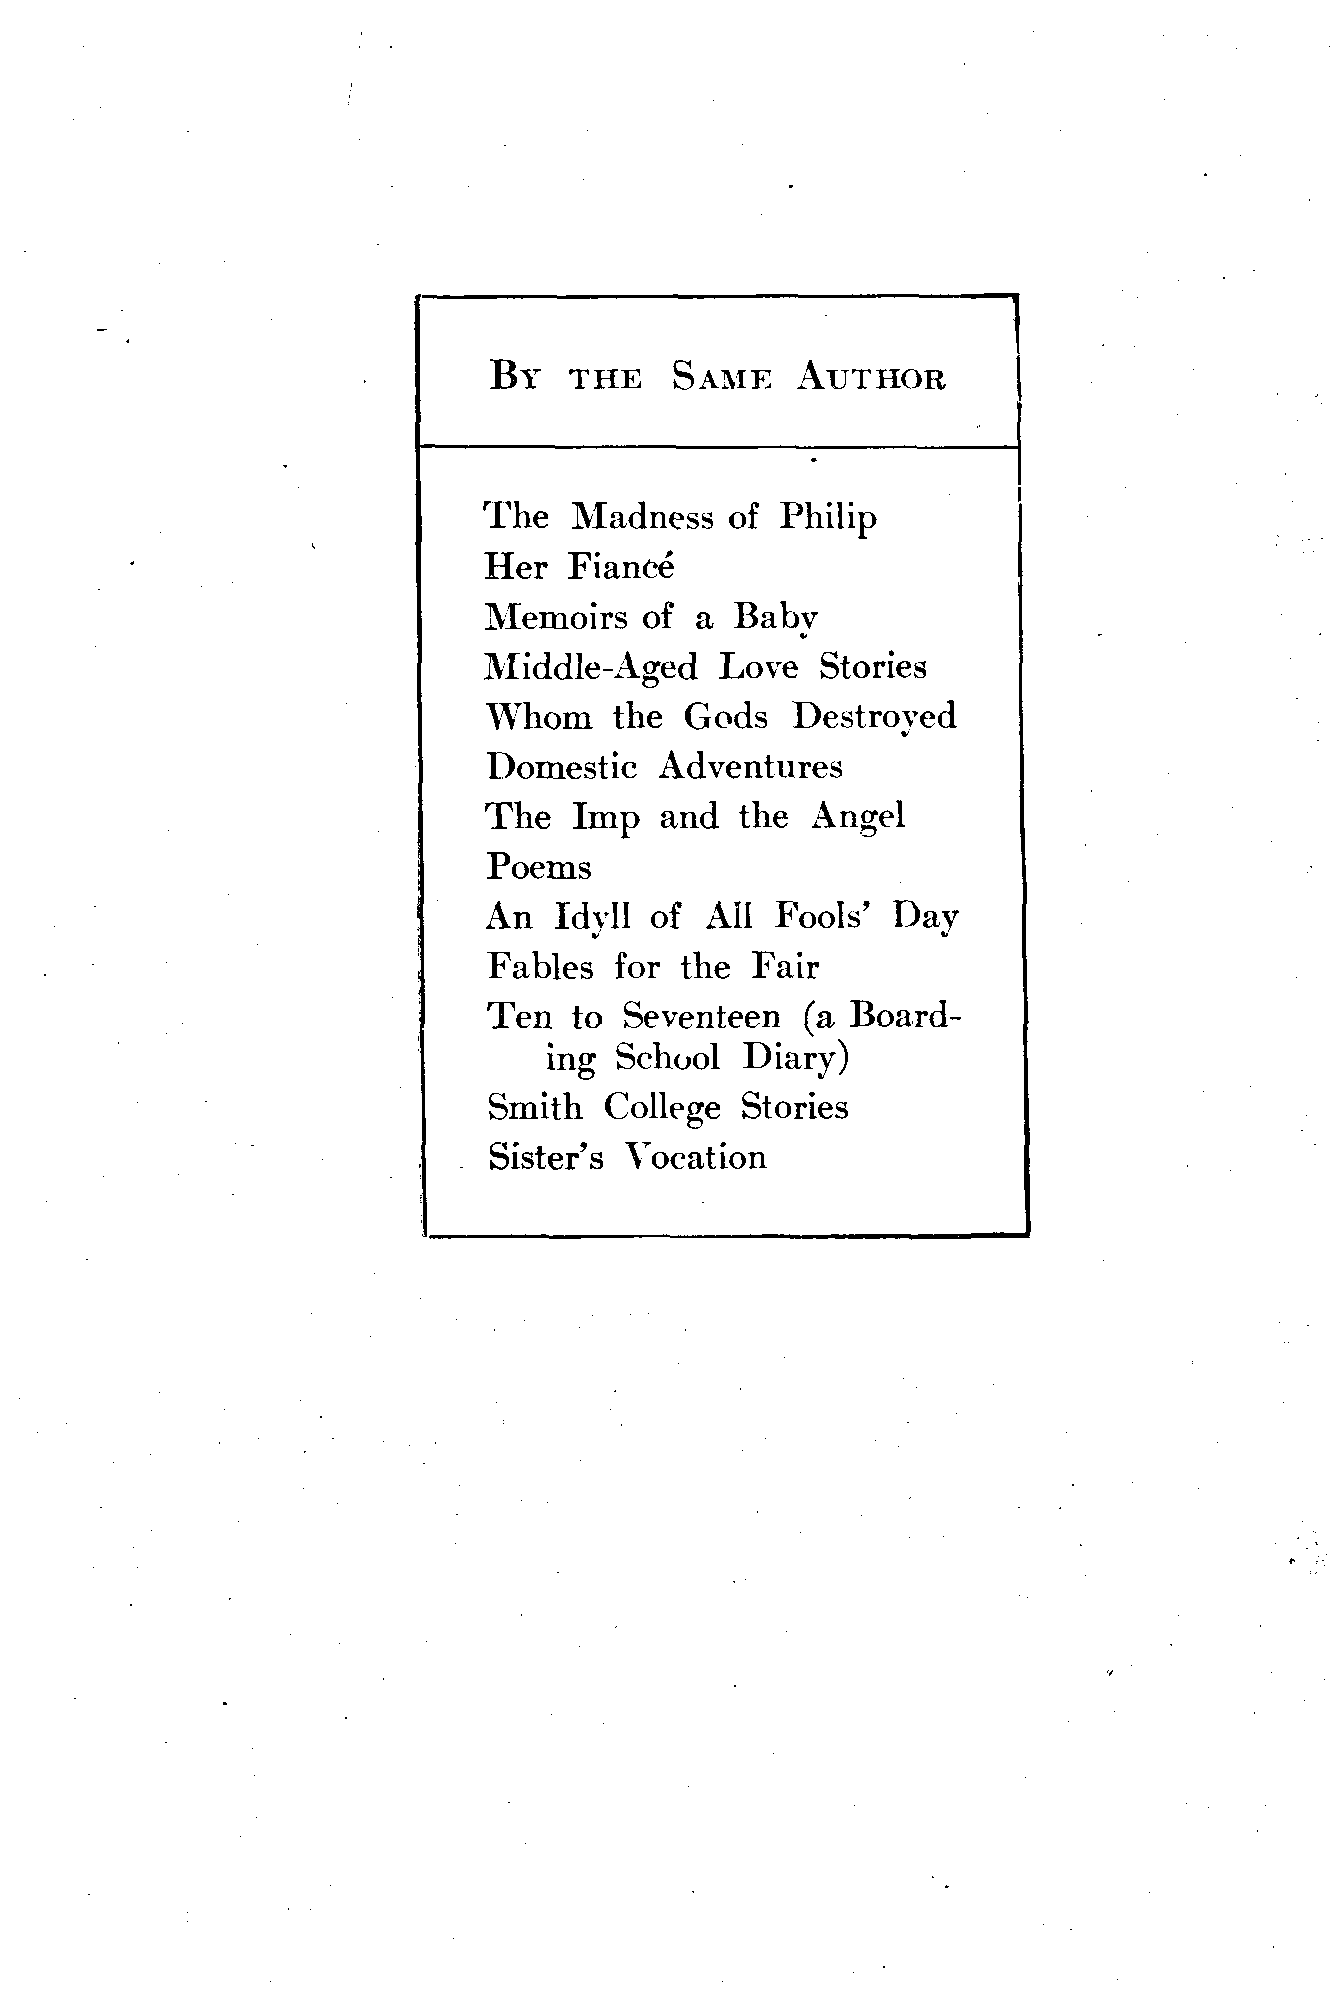 By the Same Author
The Madness of Philip
Her Fiancé
Memoirs of a Baby
Middle-Aged Love Stories
Whom the Gods Destroyed
Domestic Adventures
The Imp and the Angel
Poems
An Idyll of All Fools' Day
Fables for the Fair
Ten to Seventeen (a Board-
ing School Diary)
Smith College Stories
Sister's Vocation